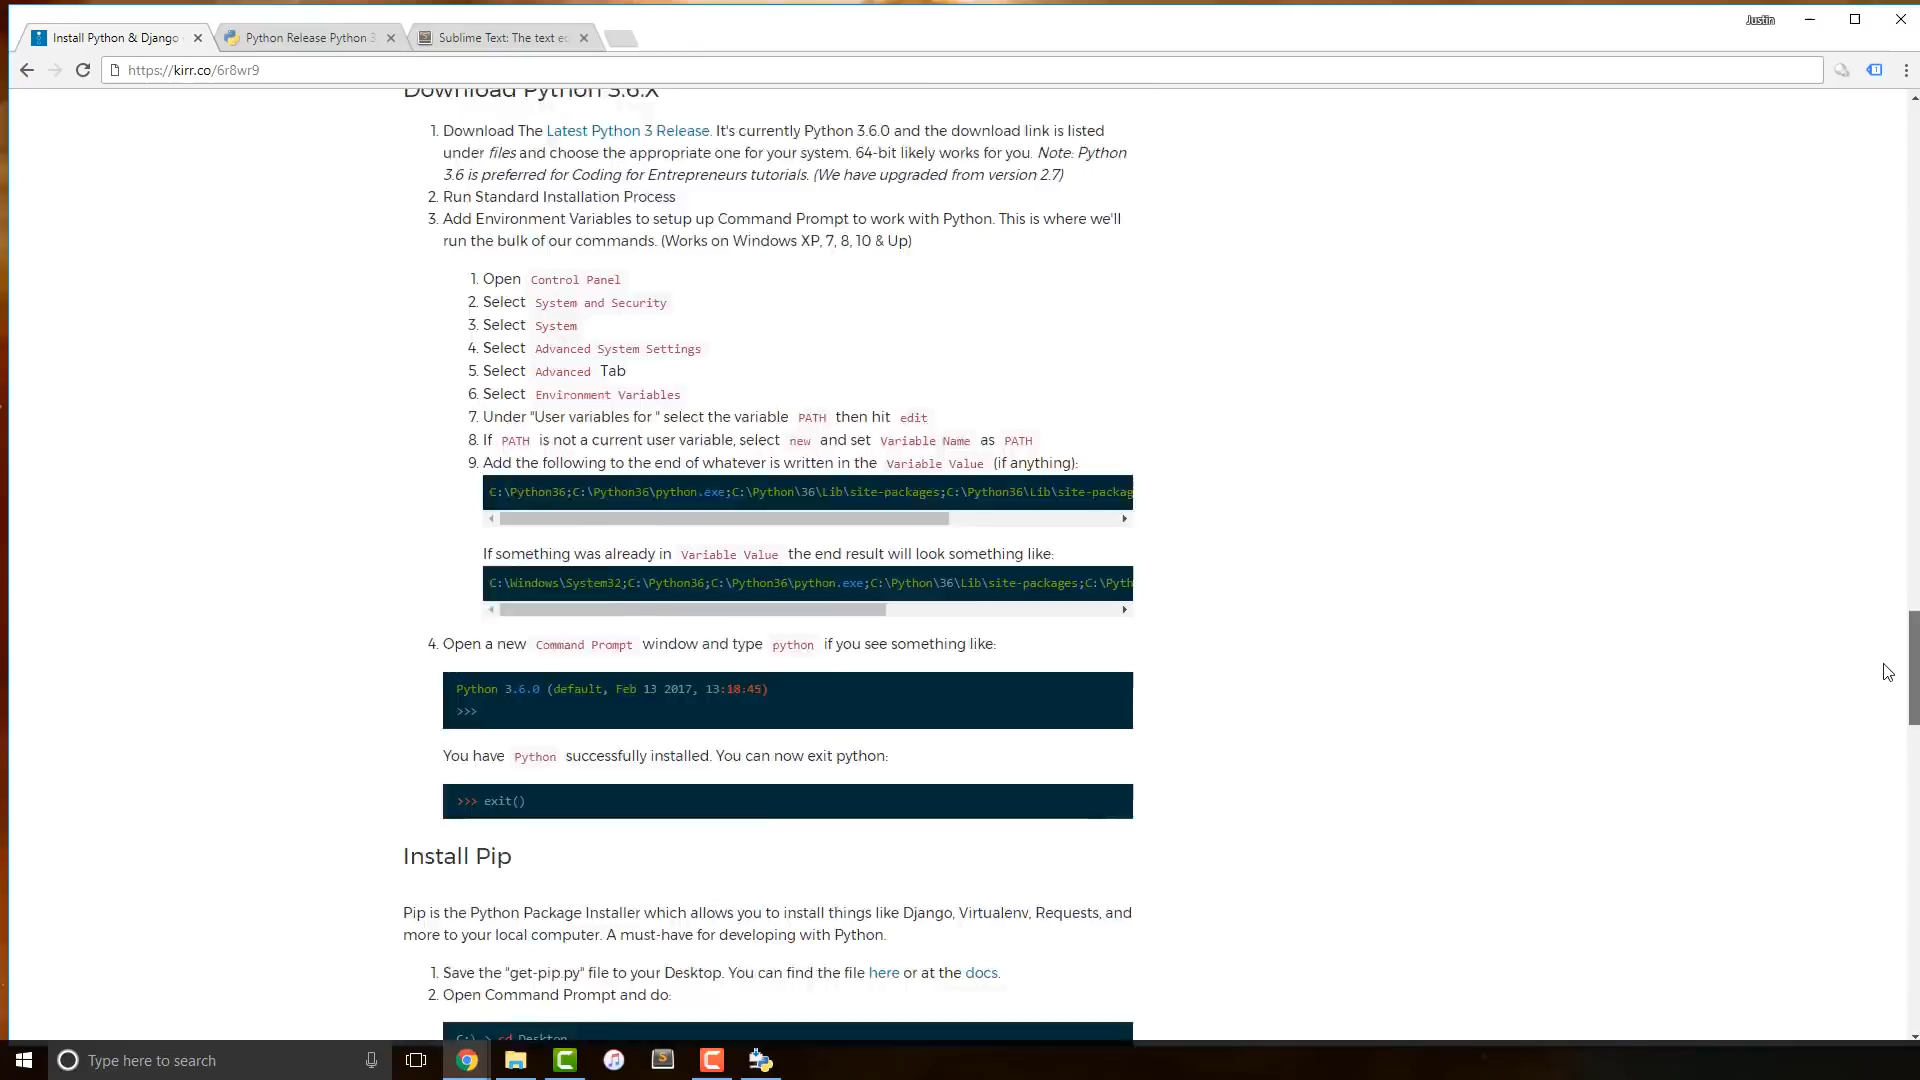 Justin
Install Python & Django
Python Release Python 3
Sublime Text: The text ed
https://kirr.co/6r8wr9
Download Python 3.6.X
1. Download The Latest Python 3 Release. It's currently Python 3.6.0 and the download link is listed
under files and choose the appropriate one for your system. 64-bit likely works for you. Note: Python
3.6 is preferred for Coding for Entrepreneurs tutorials. (We have upgraded from version 2.7)
2. Run Standard Installation Process
3. Add Environment Variables to setup up Command Prompt to work with Python. This is where we'll
run the bulk of our commands. (Works on Windows XP, 7, 8, 10 & Up)
1. Open Control Panel
2. Select System and Security
3. Select System
4. Select Advanced System Settings
5. Select Advanced Tab
6. Select Environment Variables
7. Under "User variables for " select the variable PATH then hit edit
8. If PATH is not a current user variable, select new and set Variable Name as PATH
9. Add the following to the end of whatever is written in the Variable Value (if anything):
C:\Python36;C:\Python36\python.exe;C:\Python\36\Lib\site-packages;C:\Python36\Lib\site-packag
If something was already in Variable Value the end result will look something like:
C:\Windows\System32;C:\Python36;C:\Python36\python.exe;C:\Python\36\Lib\site-packages;C:\Pyth
4. Open a new Command Prompt window and type python if you see something like:
Python 3.6.0 (default, Feb 13 2017, 13:18:45)
>>>
You have Python successfully installed. You can now exit python:
>>> exit()
Install Pip
Pip is the Python Package Installer which allows you to install things like Django, Virtualenv, Requests, and
more to your local computer. A must-have for developing with Python.
1. Save the "get-pip.py" file to your Desktop. You can find the file here or at the docs.
2. Open Command Prompt and do:
C:\ > cd Desktop
Type here to search